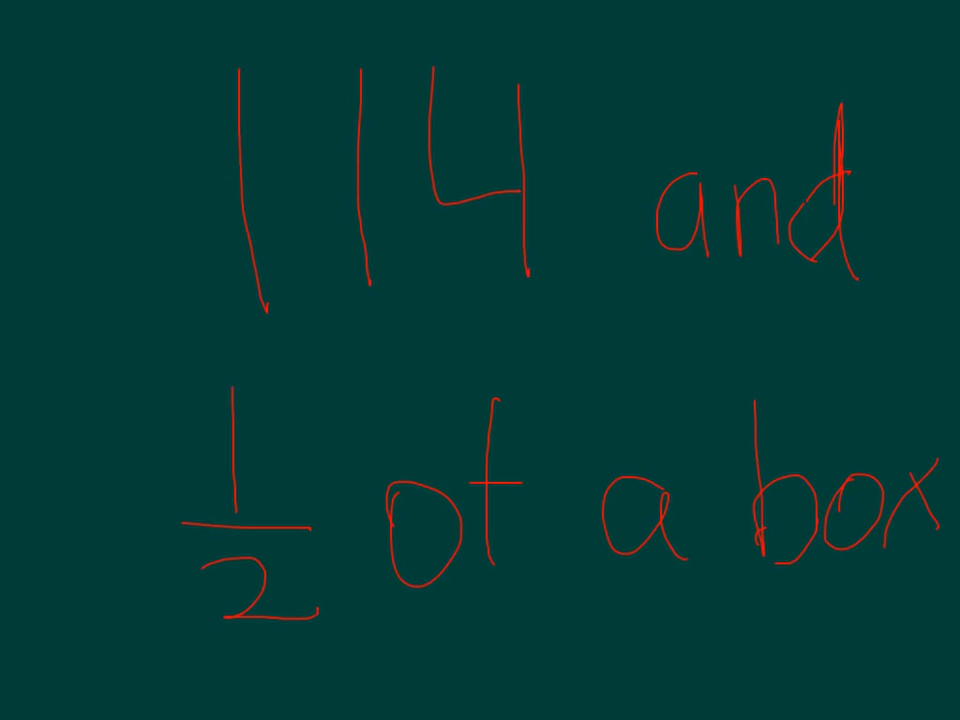 114 and
1/2 of a box